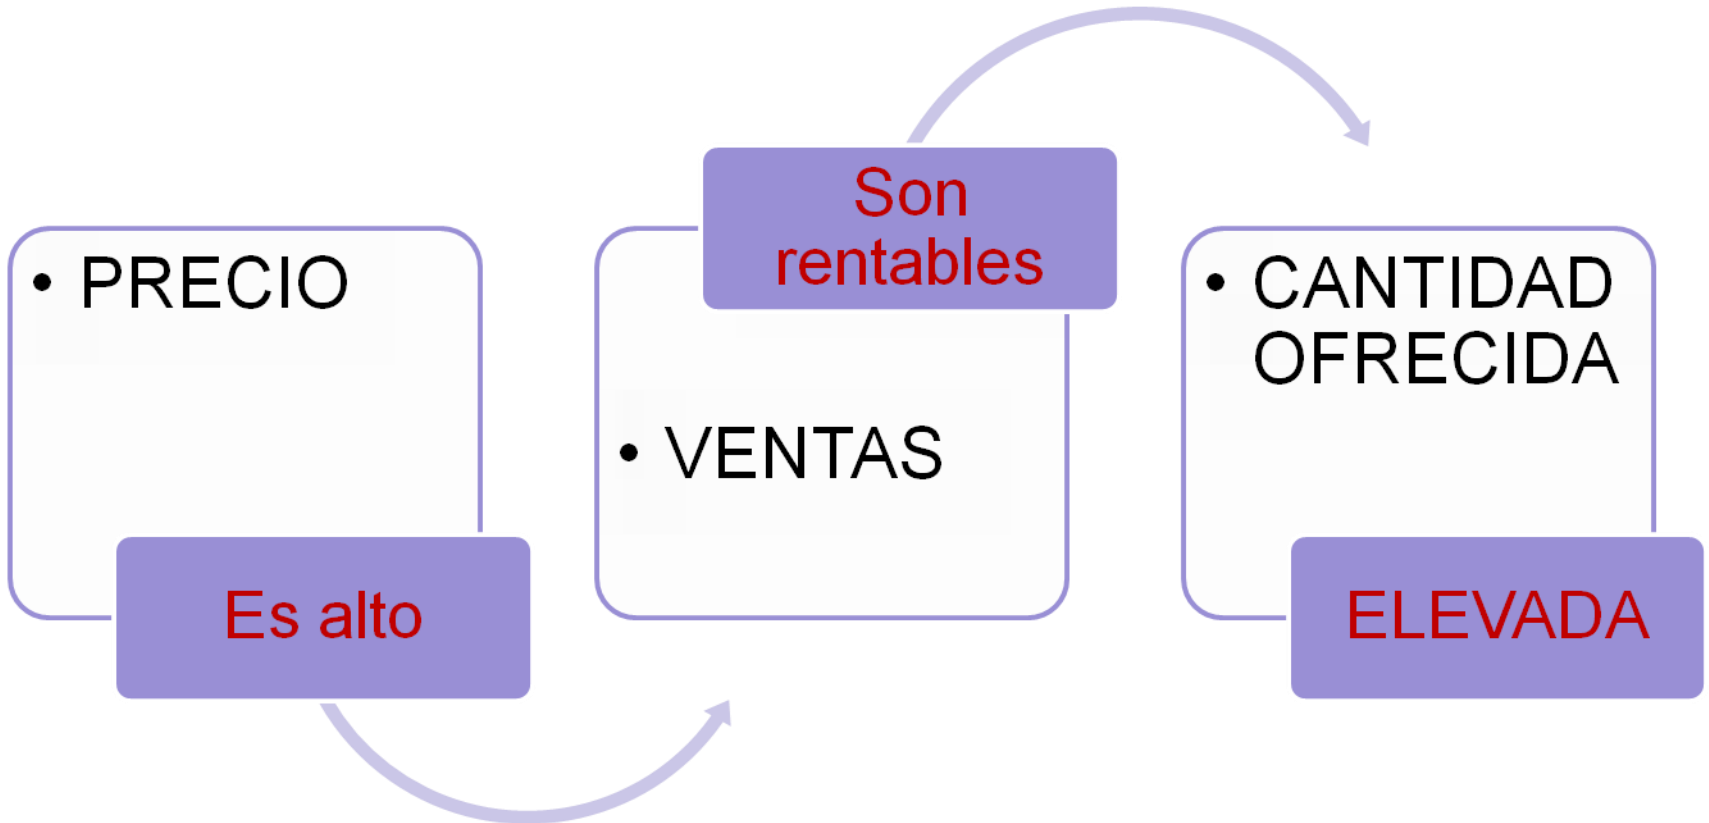 • PRECIO
Es alto
Son
rentables
• VENTAS
• CANTIDAD
OFRECIDA
ELEVADA